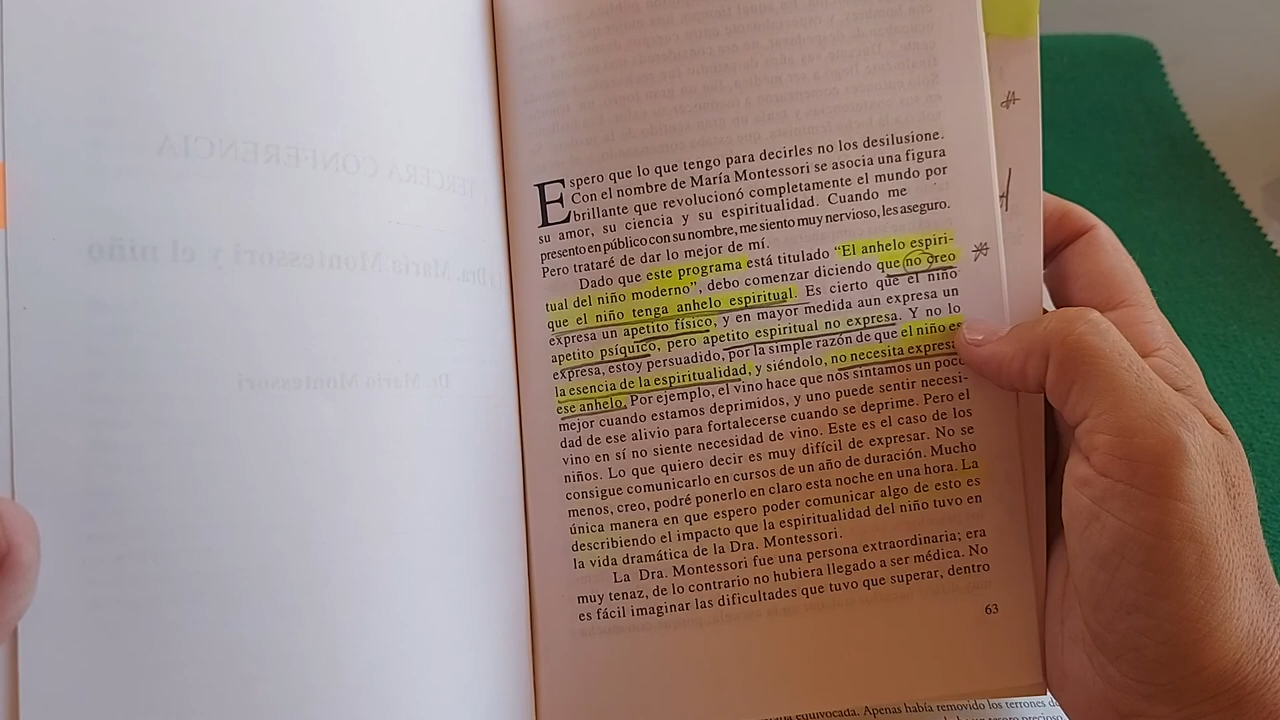 Espero que lo que tengo para decirles no los desilusione.
Con el nombre de María Montessori se asocia una figura
brillante que revolucionó completamente el mundo por
su amor, su ciencia y su espiritualidad. Cuando me
presento en público con su nombre, me siento muy nervioso, les aseguro.
Pero trataré de dar lo mejor de mí.
Dado que este programa está titulado “El anhelo espiri-
tual del niño moderno”, debo comenzar diciendo que no creo
que el niño tenga anhelo espiritual. Es cierto que el niño
expresa un apetito físico, y en mayor medida aun expresa un
apetito psíquico, pero apetito espiritual no expresa. Y no lo
expresa, estoy persuadido, por la simple razón de que el niño es
la esencia de la espiritualidad, y siéndolo, no necesita
ese anhelo. Por ejemplo, el vino hace que nos sintamos un poco
mejor cuando estamos deprimidos, y uno puede sentir necesi-
dad de ese alivio para fortalecerse cuando se deprime. Pero el
vino en sí no siente necesidad de vino. Este es el caso de los
niños. Lo que quiero decir es muy difícil de expresar. No se
consigue comunicarlo en cursos de un año de duración. Mucho
menos, creo, podré ponerlo en claro esta noche en una hora. La
única manera en que espero poder comunicar algo de esto es
describiendo el impacto que la espiritualidad del niño tuvo en
la vida dramática de la Dra. Montessori.
La Dra. Montessori fue una persona extraordinaria; era
muy tenaz, de lo contrario no hubiera llegado a ser médica. No
es fácil imaginar las dificultades que tuvo que superar, dentro
63
TERCERA CONFERENCIA
Dra. María Montessori y el niño
Dr. Mario Montessori
equivocada. Apenas había removido los terrones